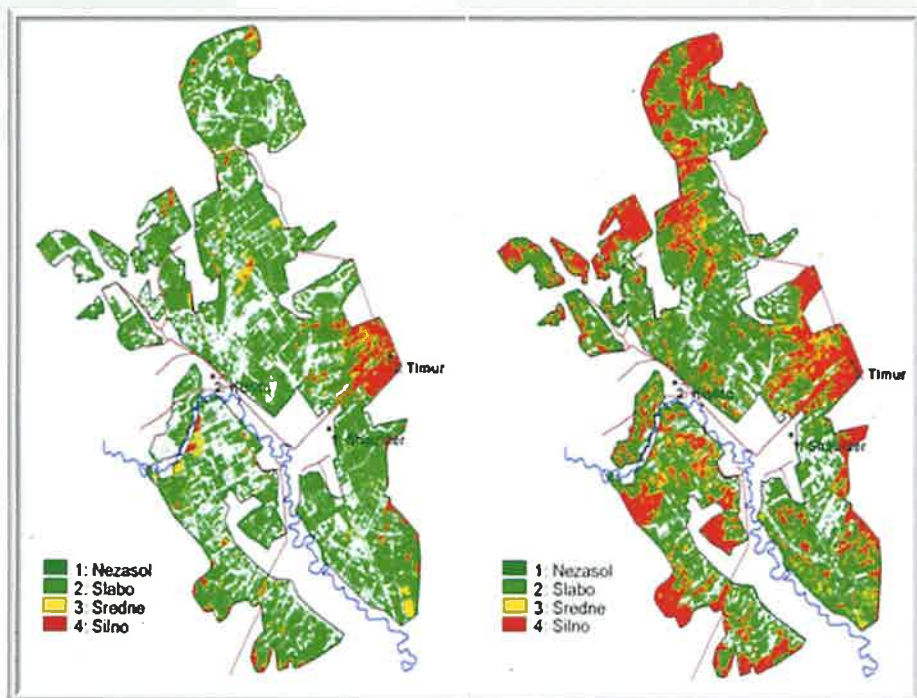 Timur
1: Nezasol
2: Slabo
3: Sredne
4: Silno
Timur
1: Nezasol
2: Slabo
3: Sredne
4: Silno